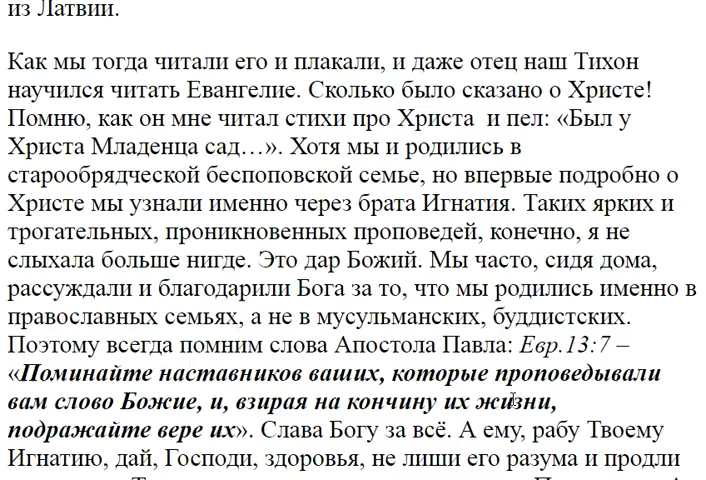 из Латвии.
Как мы тогда читали его и плакали, и даже отец наш Тихон
научился читать Евангелие. Сколько было сказано о Христе!
Помню, как он мне читал стихи про Христа  и пел: «Был у
Христа Младенца сад…». Хотя мы и родились в
старообрядческой беспоповской семье, но впервые подробно о
Христе мы узнали именно через брата Игнатия. Таких ярких и
трогательных, проникновенных проповедей, конечно, я не
слыхала больше нигде. Это дар Божий. Мы часто, сидя дома,
рассуждали и благодарили Бога за то, что мы родились именно в
православных семьях, а не в мусульманских, буддистских.
Поэтому всегда помним слова Апостола Павла: Евр.13:7 –
«Поминайте наставников ваших, которые проповедывали
вам слово Божие, и, взирая на кончину их жизни,
подражайте вере их». Слава Богу за всё. А ему, рабу Твоему
Игнатию, дай, Господи, здоровья, не лиши его разума и продли